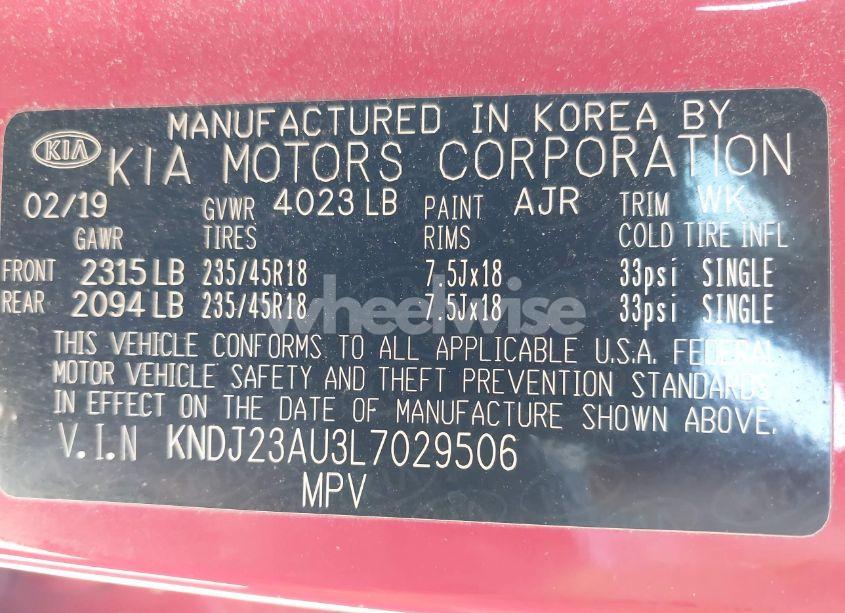 MANUFACTURED IN KOREA BY
KIA KIA MOTORS CORPORATION
02/19 GVWR 4023 LB PAINT AJR TRIM WK
GAWR TIRES RIMS COLD TIRE INFL
FRONT 2315 LB 235/45R18 7.5Jx18 33psi SINGLE
REAR 2094 LB 235/45R18 7.5Jx18 33psi SINGLE
wheelwise
THIS VEHICLE CONFORMS TO ALL APPLICABLE U.S.A. FEDERAL
MOTOR VEHICLE SAFETY AND THEFT PREVENTION STANDARDS
IN EFFECT ON THE DATE OF MANUFACTURE SHOWN ABOVE.
V.I.N KNDJ23AU3L7029506
MPV